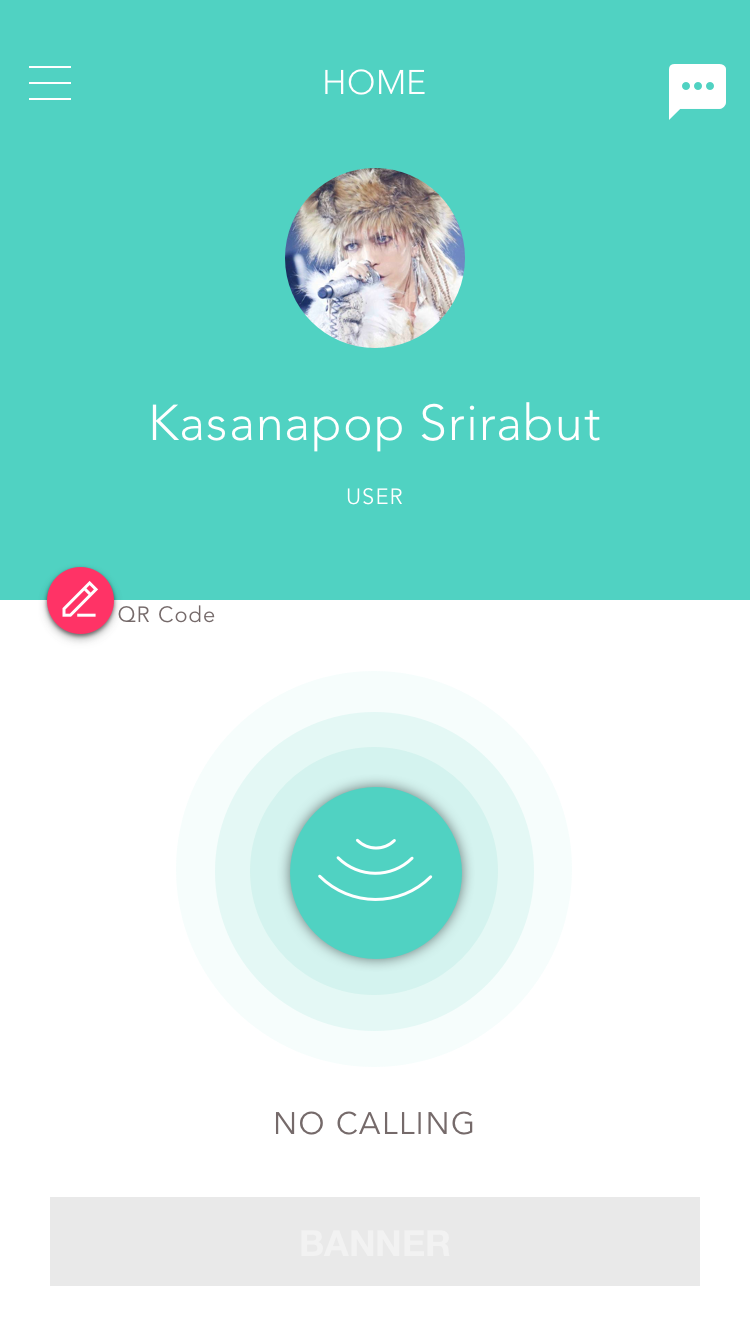 HOME
Kasanapop Srirabut
USER
QR Code
NO CALLING
BANNER